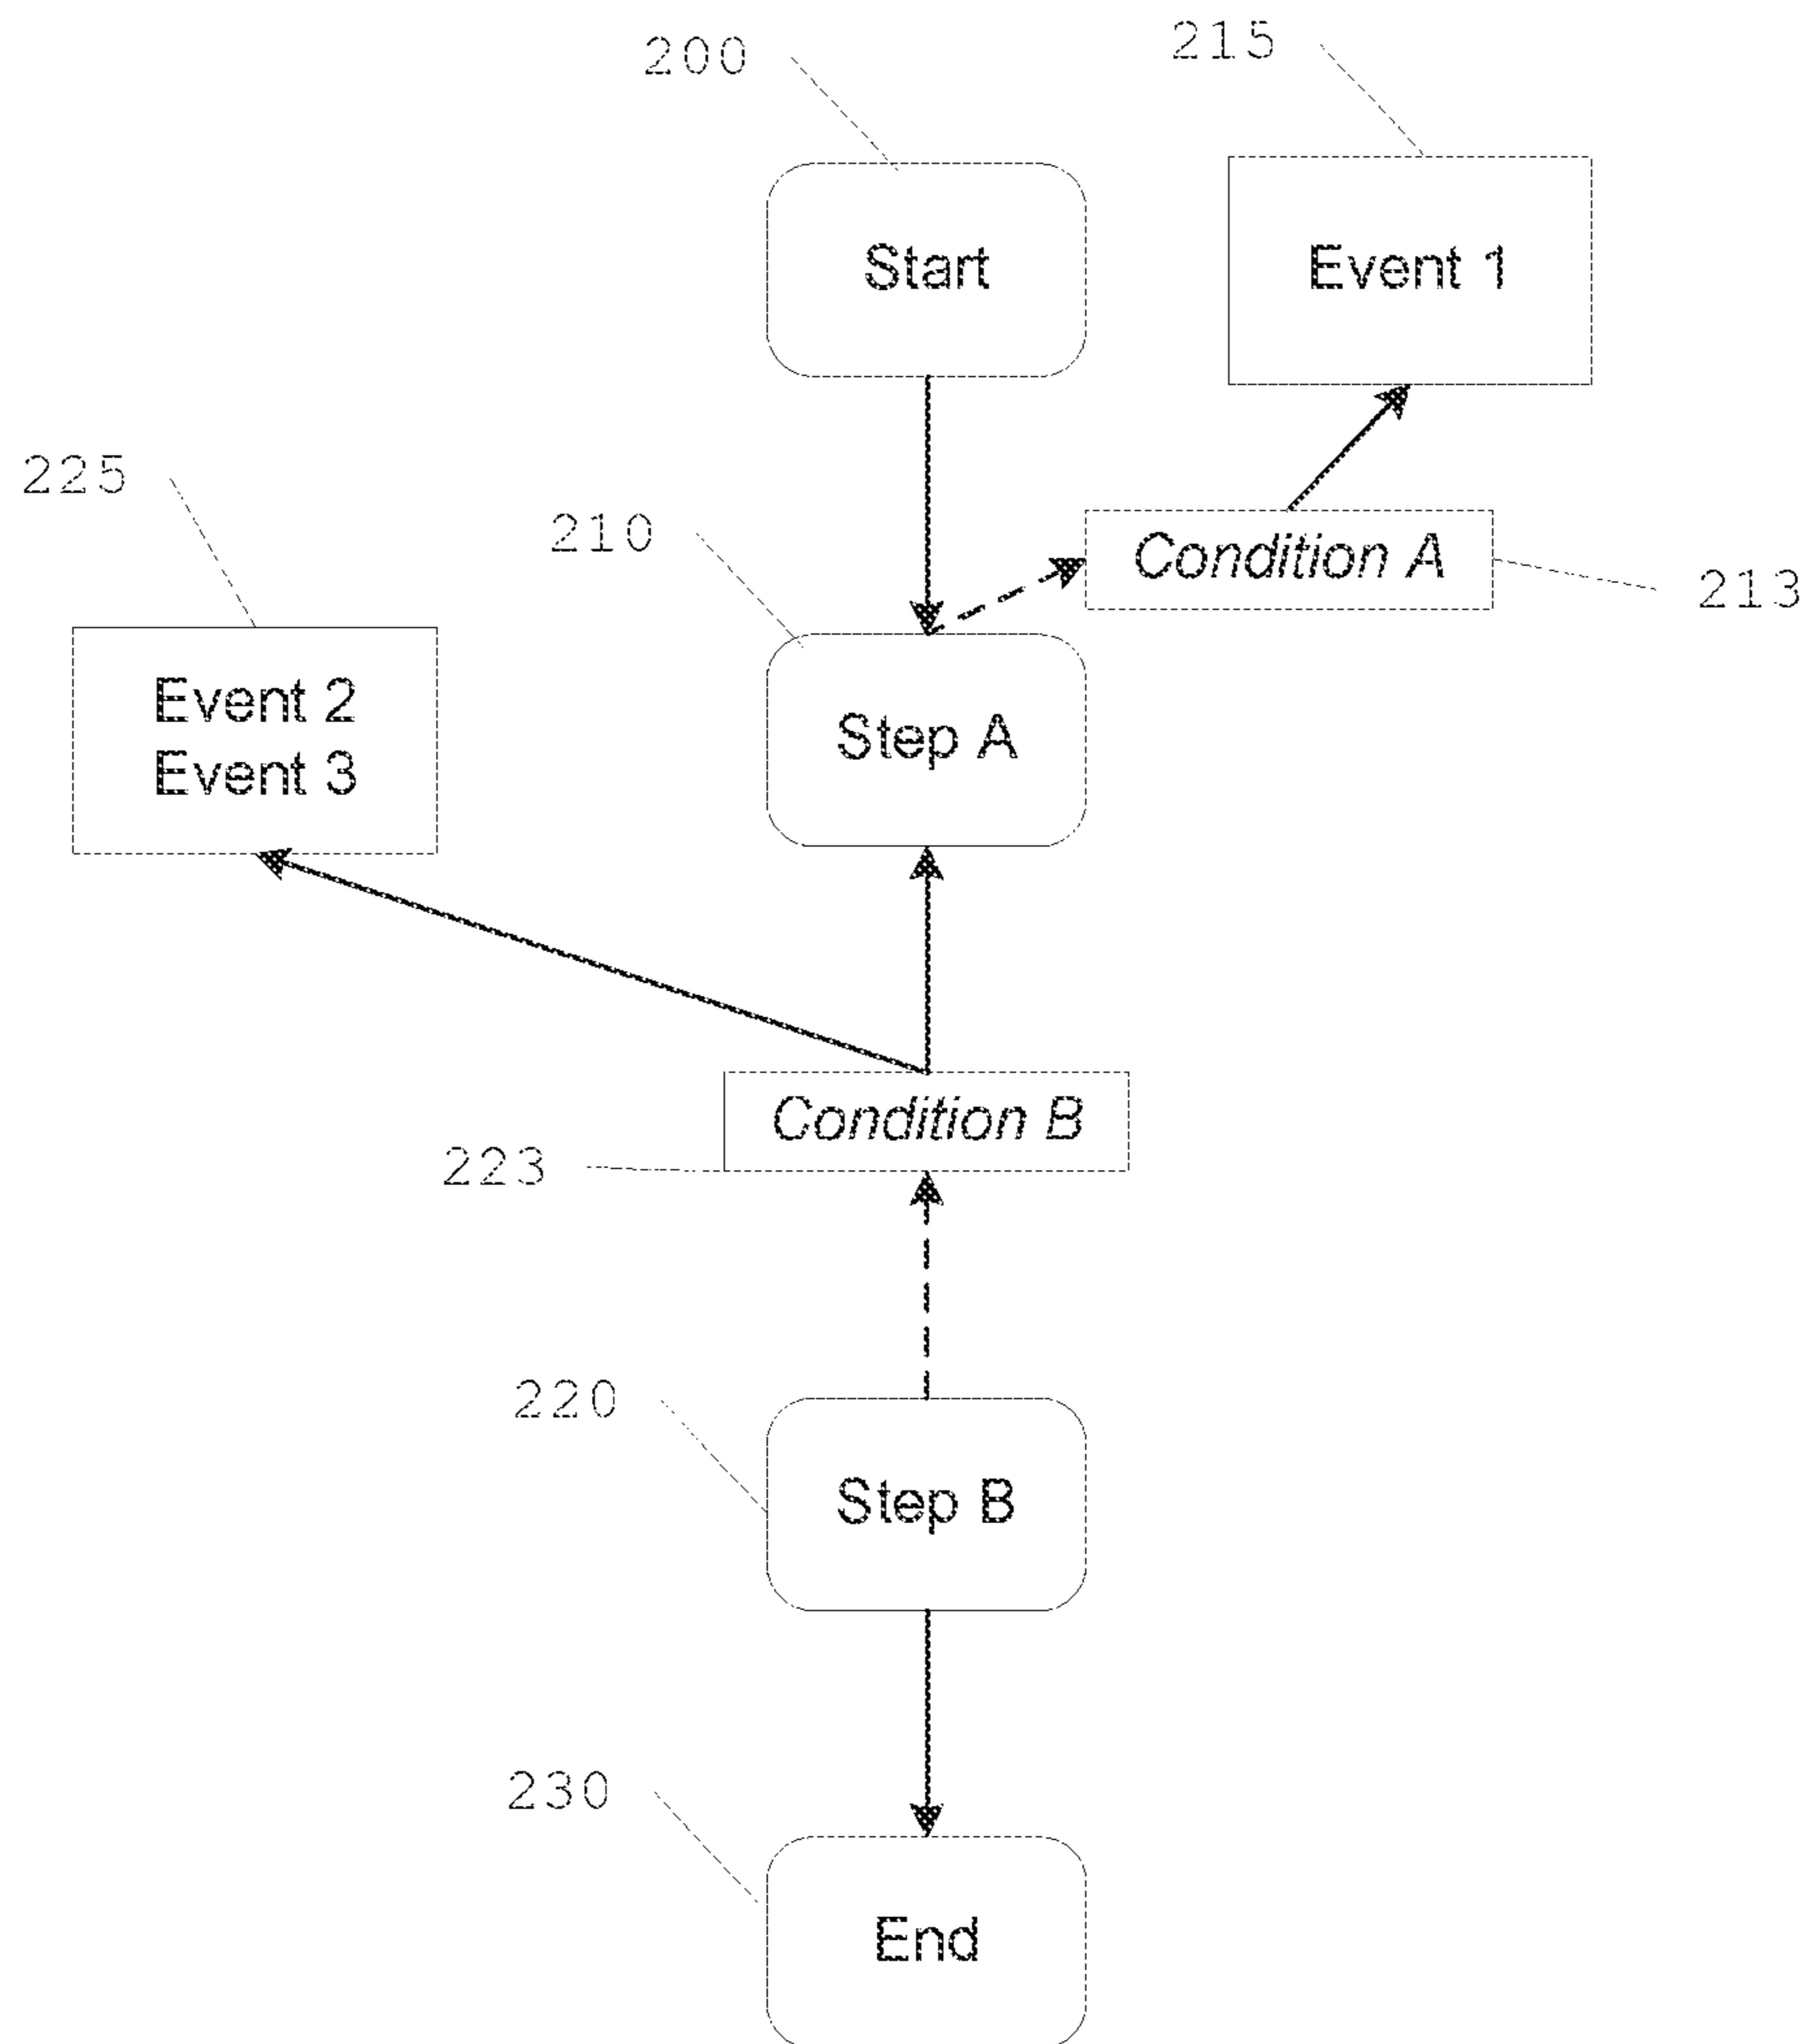 200
215
Start
Event 1
225
210
Condition A
213
Event 2
Event 3
Step A
Condition B
223
220
Step B
230
End